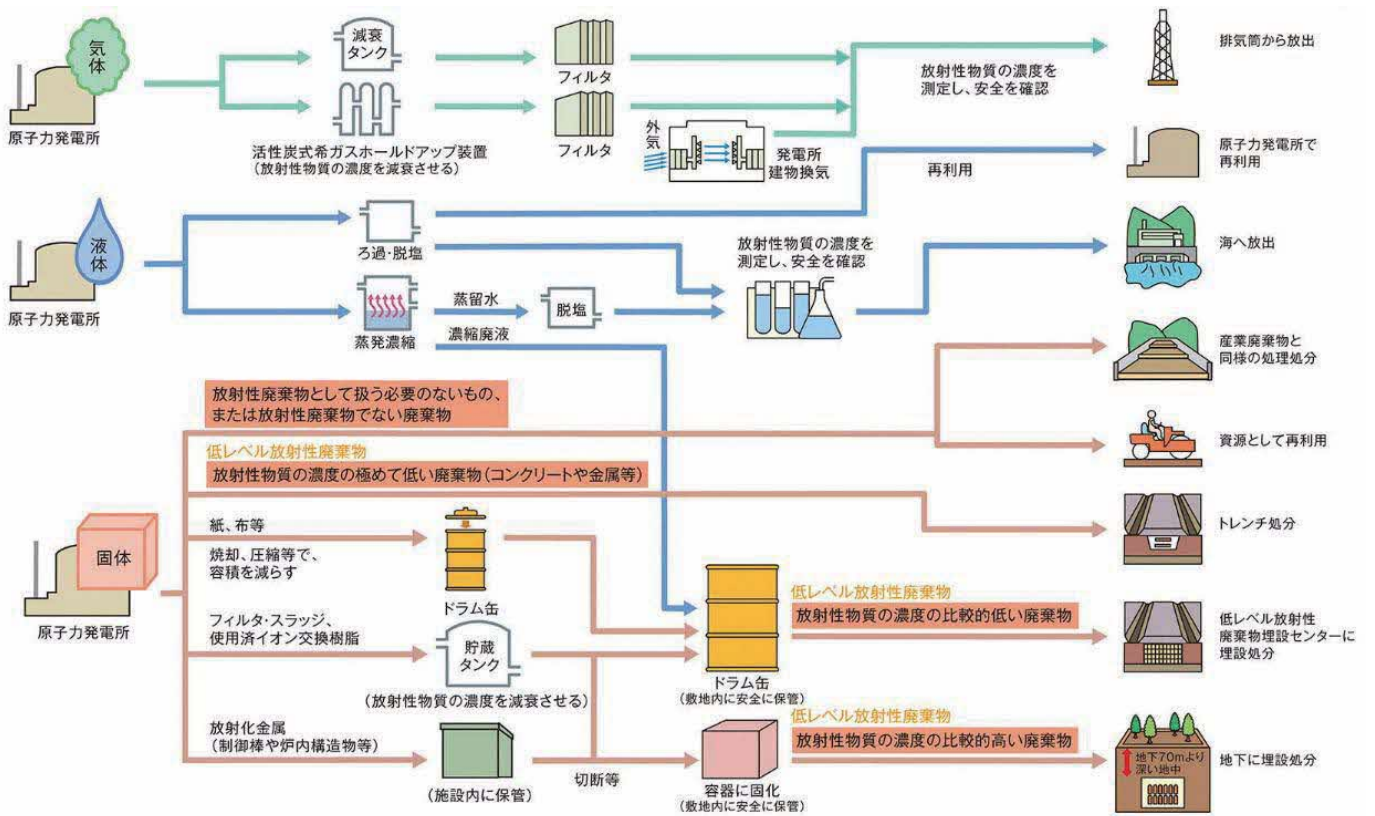 気体
原子力発電所
減衰
タンク
活性炭式希ガスホールドアップ装置
(放射性物質の濃度を減衰させる)
フィルタ
フィルタ
外気
発電所
建物換気
放射性物質の濃度を
測定し、安全を確認
排気筒から放出
液体
原子力発電所
ろ過・脱塩
再利用
原子力発電所で
再利用
蒸発濃縮
蒸留水
濃縮廃液
脱塩
放射性物質の濃度を
測定し、安全を確認
海へ放出
固体
原子力発電所
放射性廃棄物として扱う必要のないもの、
または放射性廃棄物でない廃棄物
産業廃棄物と
同様の処理処分
資源として再利用
低レベル放射性廃棄物
放射性物質の濃度の極めて低い廃棄物(コンクリートや金属等)
トレンチ処分
紙、布等
焼却、圧縮等で、
容積を減らす
ドラム缶
フィルタ・スラッジ、
使用済イオン交換樹脂
貯蔵
タンク
(放射性物質の濃度を減衰させる)
ドラム缶
(敷地内に安全に保管)
低レベル放射性廃棄物
放射性物質の濃度の比較的低い廃棄物
低レベル放射性
廃棄物埋設センターに
埋設処分
放射化金属
(制御棒や炉内構造物等)
(施設内に保管)
切断等
容器に固化
(敷地内に安全に保管)
低レベル放射性廃棄物
放射性物質の濃度の比較的高い廃棄物
地下70mより
深い地中
地下に埋設処分